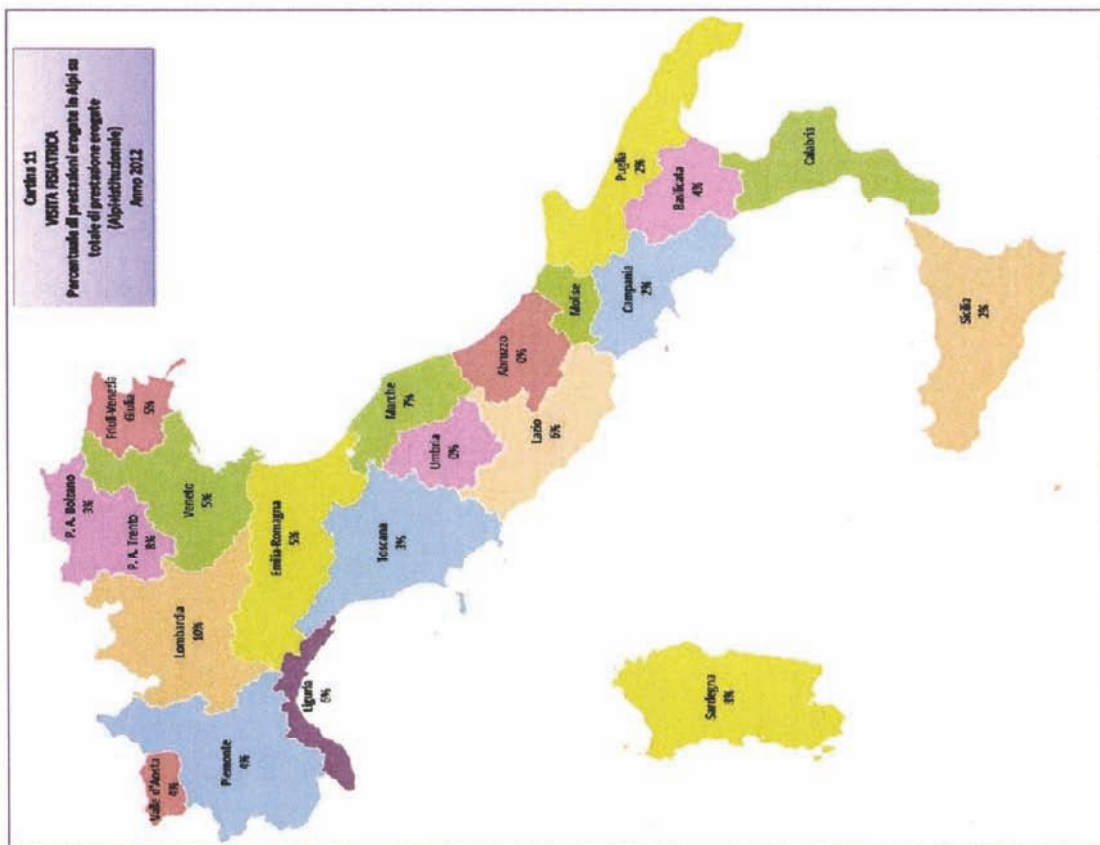 Cartina 11
VISITA FISIATRICA
Percentuale di prestazioni erogate in Alpi su
totale di prestazione erogate
(Alpi+istituzionale)
Anno 2012
Valle d'Aosta
4%
Piemonte
4%
Liguria
6%
Lombardia
10%
P. A. Bolzano
3%
P. A. Trento
8%
Veneto
5%
Friuli-Venezia
Giulia
5%
Emilia-Romagna
5%
Toscana
3%
Umbria
0%
Marche
7%
Lazio
6%
Abruzzo
0%
Molise
Campania
2%
Puglia
2%
Basilicata
4%
Calabria
Sicilia
2%
Sardegna
3%